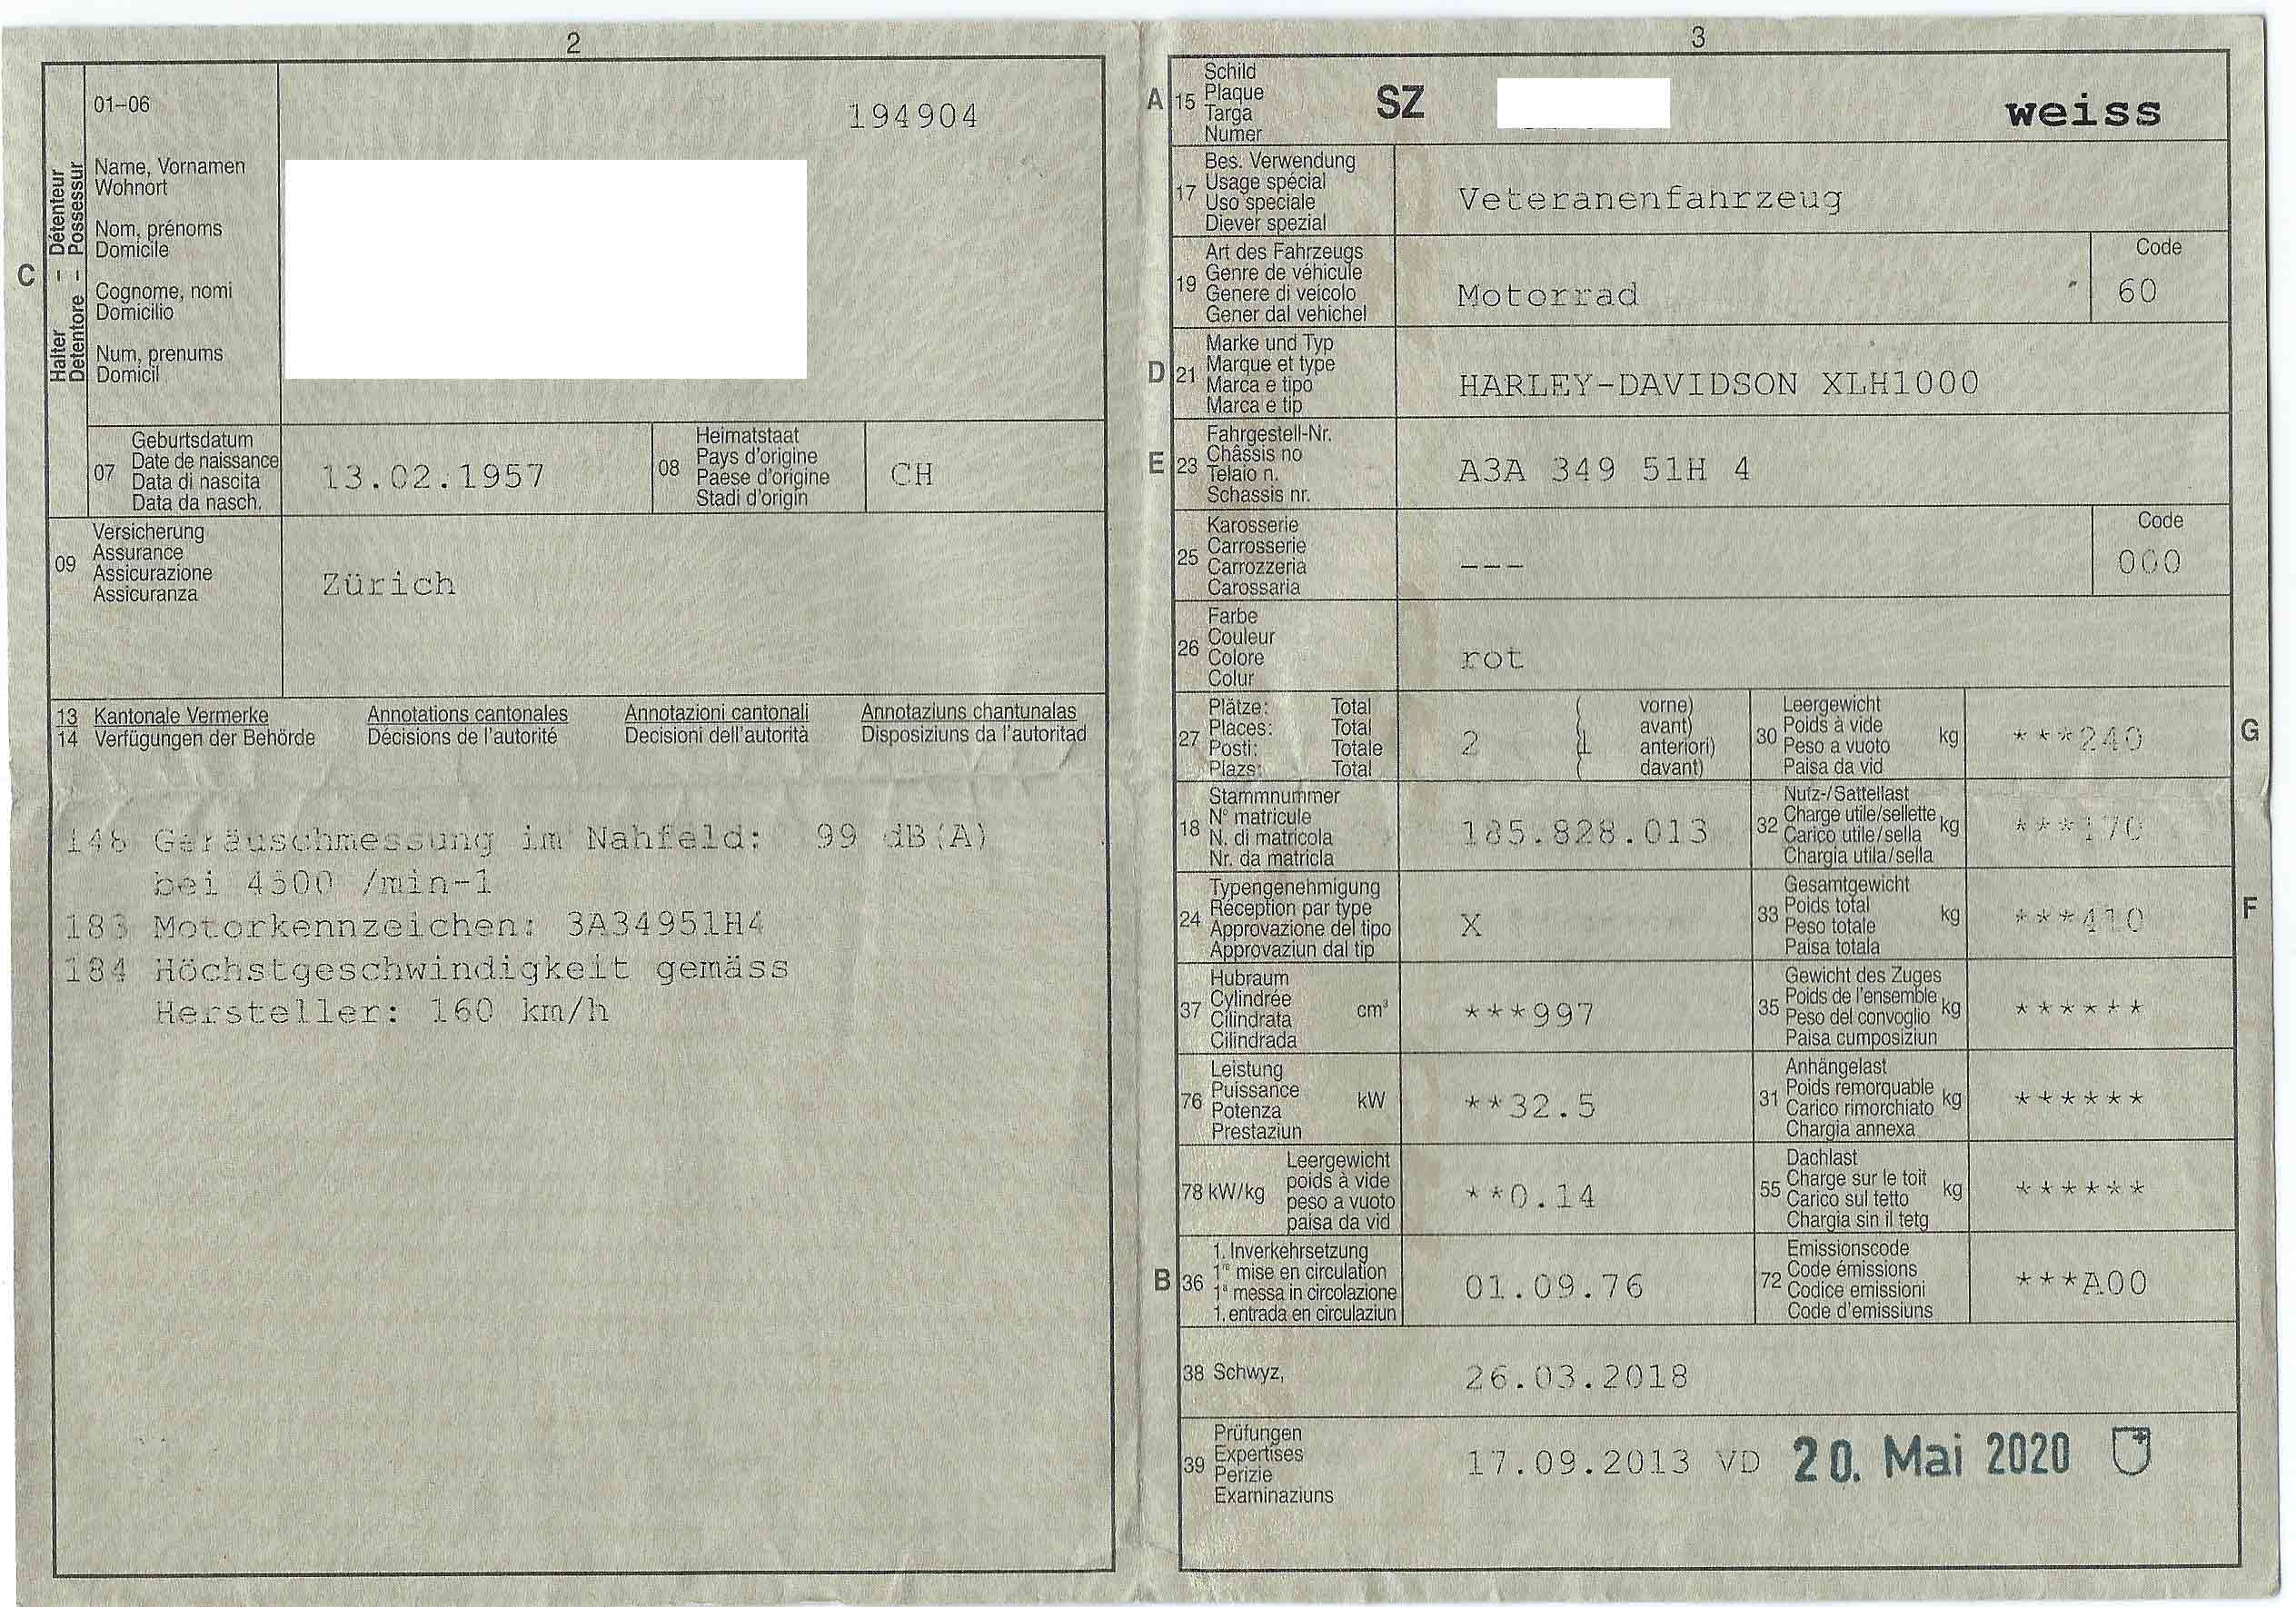 2
01–06
194904
Halter – Détenteur
Detentore – Possessur
C
Name, Vornamen
Wohnort
Nom, prénoms
Domicile
Cognome, nomi
Domicilio
Num, prenums
Domicil
07
Geburtsdatum
Date de naissance
Data di nascita
Data da nasch.
13.02.1957
08
Heimatstaat
Pays d'origine
Paese d'origine
Stadi d'origin
CH
09
Versicherung
Assurance
Assicurazione
Assicuranza
Zürich
13 Kantonale Vermerke Annotations cantonales Annotazioni cantonali Annotaziuns chantunalas
14 Verfügungen der Behörde Décisions de l'autorité Decisioni dell'autorità Disposiziuns da l'autoritad
Geräuschmessung im Nahfeld: 99 dB(A)
bei 4500 /min-1
183 Motorkennzeichen: 3A34951H4
184 Höchstgeschwindigkeit gemäss
Hersteller: 160 km/h
3
A
15
Schild
Plaque
Targa
Numer
SZ
weiss
17
Bes. Verwendung
Usage spécial
Uso speciale
Diever spezial
Veteranenfahrzeug
19
Art des Fahrzeugs
Genre de véhicule
Genere di veicolo
Gener dal vehichel
Motorrad
Code
60
D
21
Marke und Typ
Marque et type
Marca e tipo
Marca e tip
HARLEY-DAVIDSON XLH1000
E
23
Fahrgestell-Nr.
Châssis no
Telaio n.
Schassis nr.
A3A 349 51H 4
25
Karosserie
Carrosserie
Carrozzeria
Carossaria
---
Code
000
26
Farbe
Couleur
Colore
Colur
rot
27
Plätze: Total
Places: Total
Posti: Totale
Plazs: Total
2
( vorne)
( avant)
( anteriori)
( davant)
30
Leergewicht
Poids à vide
Peso a vuoto
Paisa da vid
kg
***240
G
18
Stammnummer
N° matricule
N. di matricola
Nr. da matricla
185.828.013
32
Nutz-/Sattellast
Charge utile/sellette
Carico utile/sella
Chargia utila/sella
kg
***170
24
Typengenehmigung
Réception par type
Approvazione del tipo
Approvaziun dal tip
X
33
Gesamtgewicht
Poids total
Peso totale
Paisa totala
kg
***410
F
37
Hubraum
Cylindrée
Cilindrata
Cilindrada
cm³
***997
35
Gewicht des Zuges
Poids de l'ensemble
Peso del convoglio
Paisa cumposiziun
kg
******
76
Leistung
Puissance
Potenza
Prestaziun
kW
**32.5
31
Anhängelast
Poids remorquable
Carico rimorchiato
Chargia annexa
kg
******
78 kW/kg
Leergewicht
poids à vide
peso a vuoto
paisa da vid
**0.14
55
Dachlast
Charge sur le toit
Carico sul tetto
Chargia sin il tetg
kg
******
B
36
1. Inverkehrsetzung
1re mise en circulation
1a messa in circolazione
1. entrada en circulaziun
01.09.76
72
Emissionscode
Code émissions
Codice emissioni
Code d'emissiuns
***A00
38 Schwyz,
26.03.2018
39
Prüfungen
Expertises
Perizie
Examinaziuns
17.09.2013 VD 20. Mai 2020